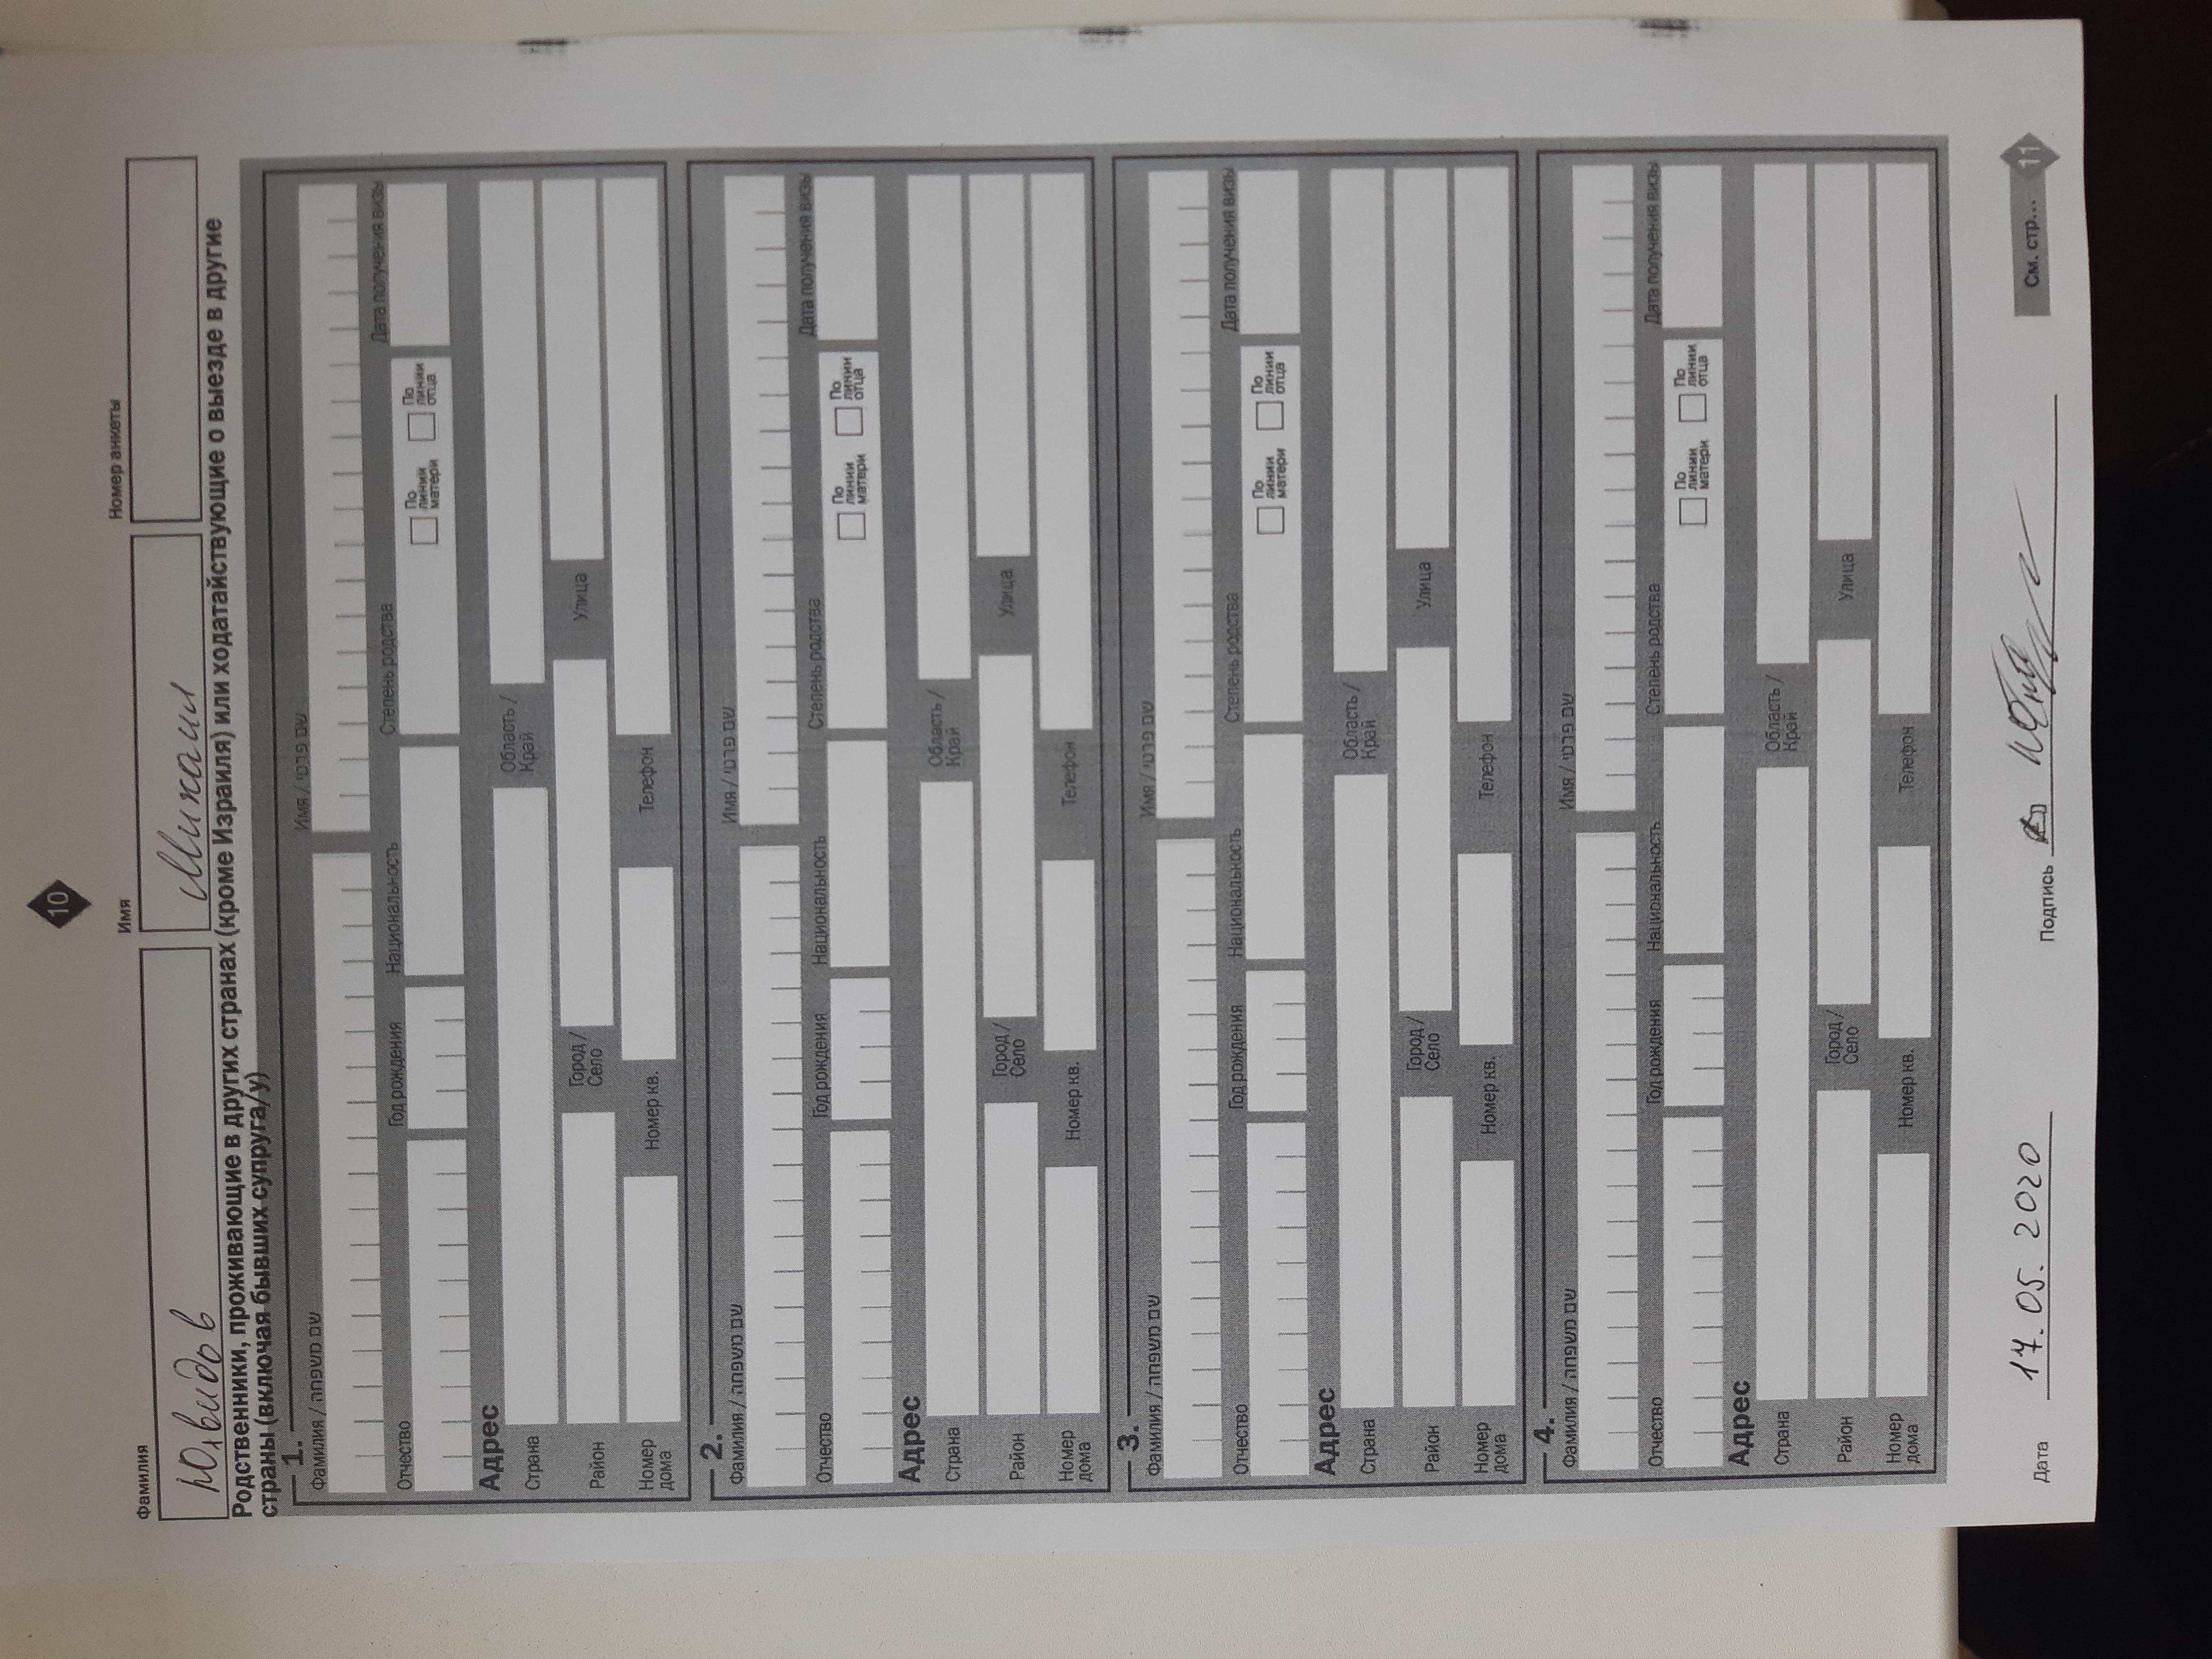 10
Фамилия Имя Номер анкеты
Юхвидов Михаил
Родственники, проживающие в других странах (кроме Израиля) или ходатайствующие о выезде в другие
страны (включая бывших супруга/у)
1.
Фамилия / שם משפחה Имя / שם פרטי
Отчество Год рождения Национальность Степень родства Дата получения визы
По линии матери По линии отца
Адрес
Страна Область / Край
Район Город / Село Улица
Номер дома Номер кв. Телефон
2.
Фамилия / שם משפחה Имя / שם פרטי
Отчество Год рождения Национальность Степень родства Дата получения визы
По линии матери По линии отца
Адрес
Страна Область / Край
Район Город / Село Улица
Номер дома Номер кв. Телефон
3.
Фамилия / שם משפחה Имя / שם פרטי
Отчество Год рождения Национальность Степень родства Дата получения визы
По линии матери По линии отца
Адрес
Страна Область / Край
Район Город / Село Улица
Номер дома Номер кв. Телефон
4.
Фамилия / שם משפחה Имя / שם פרטי
Отчество Год рождения Национальность Степень родства Дата получения визы
По линии матери По линии отца
Адрес
Страна Область / Край
Район Город / Село Улица
Номер дома Номер кв. Телефон
Дата 17.05.2020 Подпись См. стр... 11